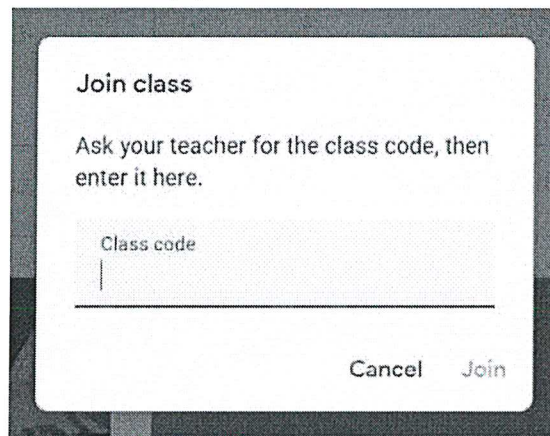 Join class
Ask your teacher for the class code, then
enter it here.
Class code
Cancel Join